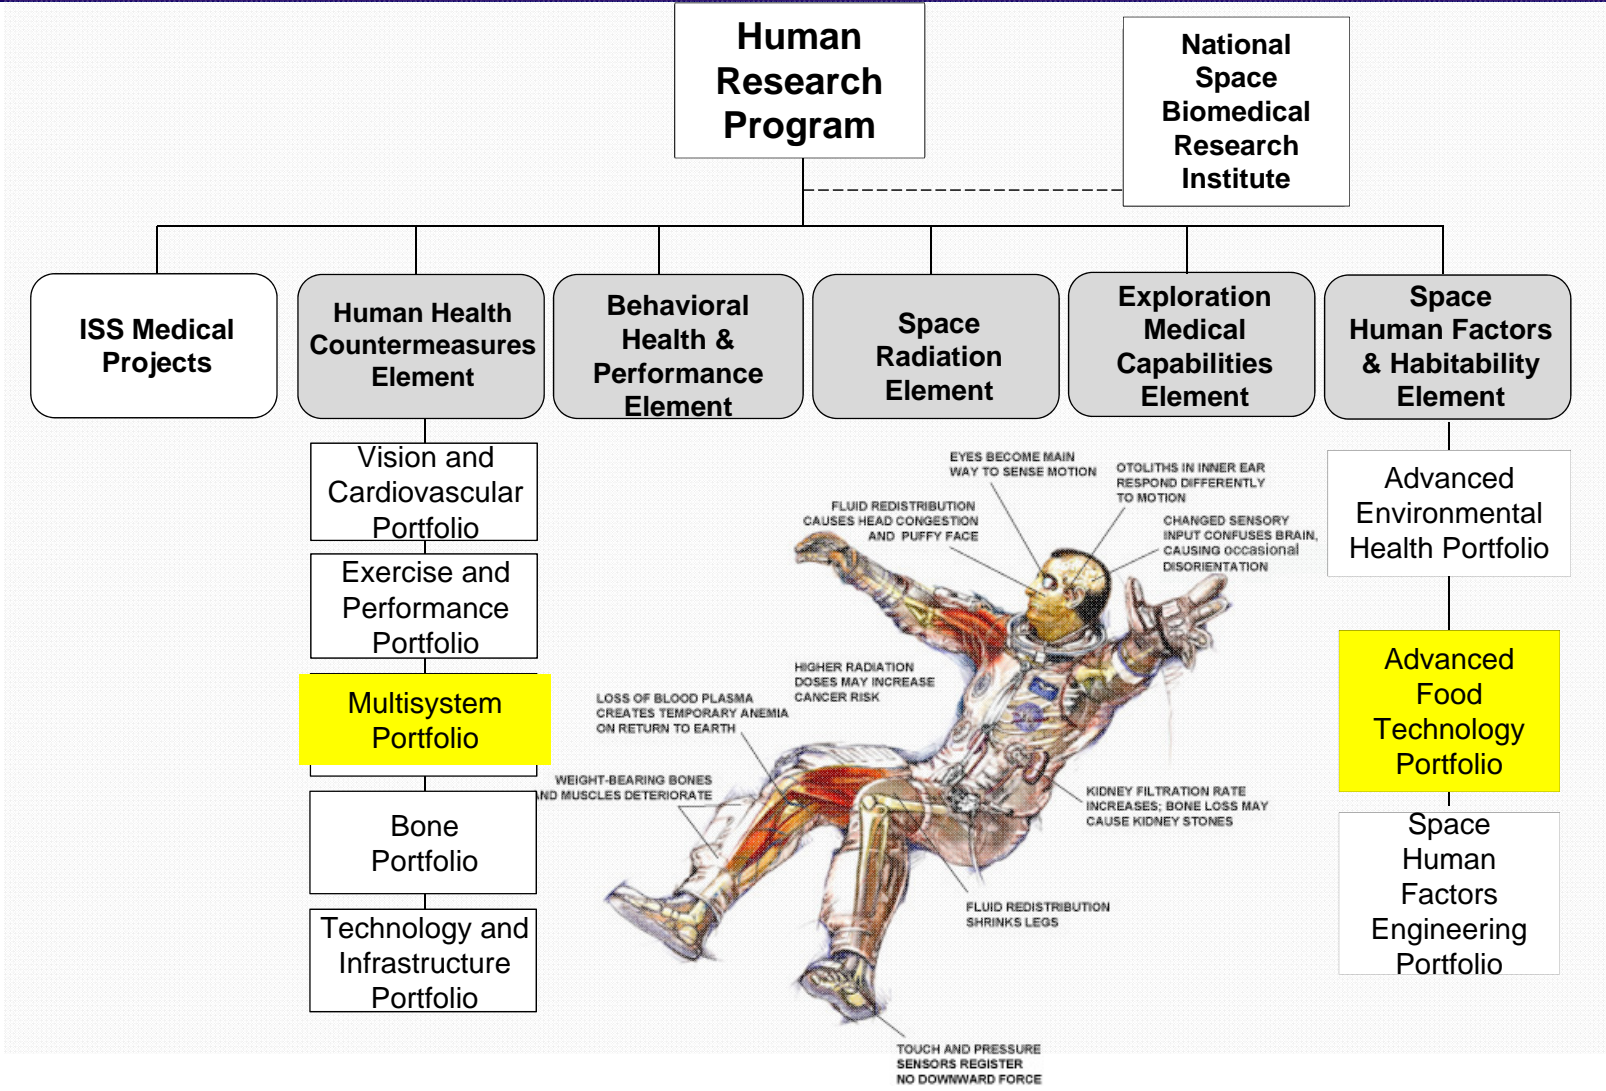 Human
Research
Program
National
Space
Biomedical
Research
Institute
ISS Medical
Projects
Human Health
Countermeasures
Element
Behavioral
Health &
Performance
Element
Space
Radiation
Element
Exploration
Medical
Capabilities
Element
Space
Human Factors
& Habitability
Element
Vision and
Cardiovascular
Portfolio
Exercise and
Performance
Portfolio
Multisystem
Portfolio
Bone
Portfolio
Technology and
Infrastructure
Portfolio
EYES BECOME MAIN
WAY TO SENSE MOTION
OTOLITHS IN INNER EAR
RESPOND DIFFERENTLY
TO MOTION
FLUID REDISTRIBUTION
CAUSES HEAD CONGESTION
AND PUFFY FACE
CHANGED SENSORY
INPUT CONFUSES BRAIN,
CAUSING occasional
DISORIENTATION
HIGHER RADIATION
DOSES MAY INCREASE
CANCER RISK
LOSS OF BLOOD PLASMA
CREATES TEMPORARY ANEMIA
ON RETURN TO EARTH
WEIGHT-BEARING BONES
AND MUSCLES DETERIORATE
KIDNEY FILTRATION RATE
INCREASES; BONE LOSS MAY
CAUSE KIDNEY STONES
FLUID REDISTRIBUTION
SHRINKS LEGS
TOUCH AND PRESSURE
SENSORS REGISTER
NO DOWNWARD FORCE
Advanced
Environmental
Health Portfolio
Advanced
Food
Technology
Portfolio
Space
Human
Factors
Engineering
Portfolio